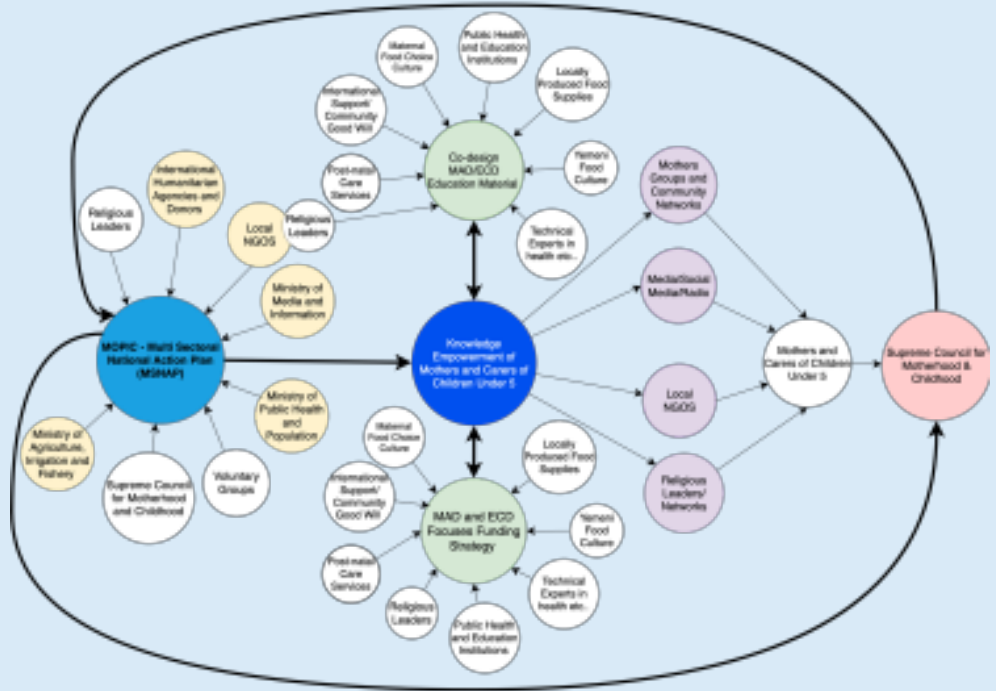 Public Health
and Education
Institutions
Maternal
Food Choice
Culture
Locally
Produced Food
Supplies
International
Support/
Community
Good Will
Co-design
MAD/ECD
Education Material
Yemeni
Food
Culture
Post-natal
Care
Services
Religious
Leaders
Technical
Experts in
health etc..
International
Humanitarian
Agencies and
Donors
Religious
Leaders
Local
NGOS
Ministry of
Media and
Information
MOPIC - Multi Sectoral
National Action Plan
(MSNAP)
Ministry of
Public Health
and
Population
Ministry of
Agriculture,
Irrigation and
Fishery
Supreme Council
for Motherhood
and Childhood
Voluntary
Groups
Knowledge
Empowerment of
Mothers and Carers of
Children Under 5
Mothers
Groups and
Community
Networks
Media/Social
Media/Radio
Local
NGOS
Religious
Leaders/
Networks
Mothers and
Carers of Children
Under 5
Supreme Council for
Motherhood &
Childhood
Maternal
Food Choice
Culture
Locally
Produced Food
Supplies
International
Support/
Community
Good Will
MAD and ECD
Focuses Funding
Strategy
Yemeni
Food
Culture
Post-natal
Care
Services
Technical
Experts in
health etc..
Religious
Leaders
Public Health
and Education
Institutions